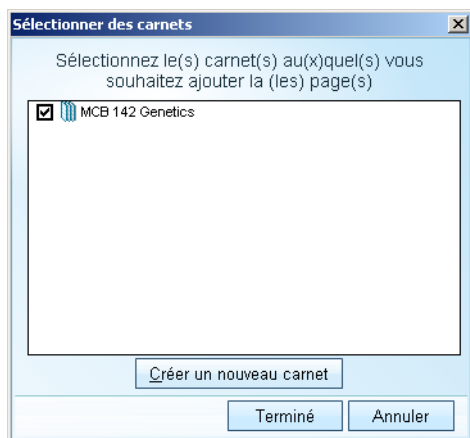 Sélectionner des carnets
Sélectionnez le(s) carnet(s) au(x)quel(s) vous
souhaitez ajouter la (les) page(s)
MCB 142 Genetics
Créer un nouveau carnet
Terminé Annuler